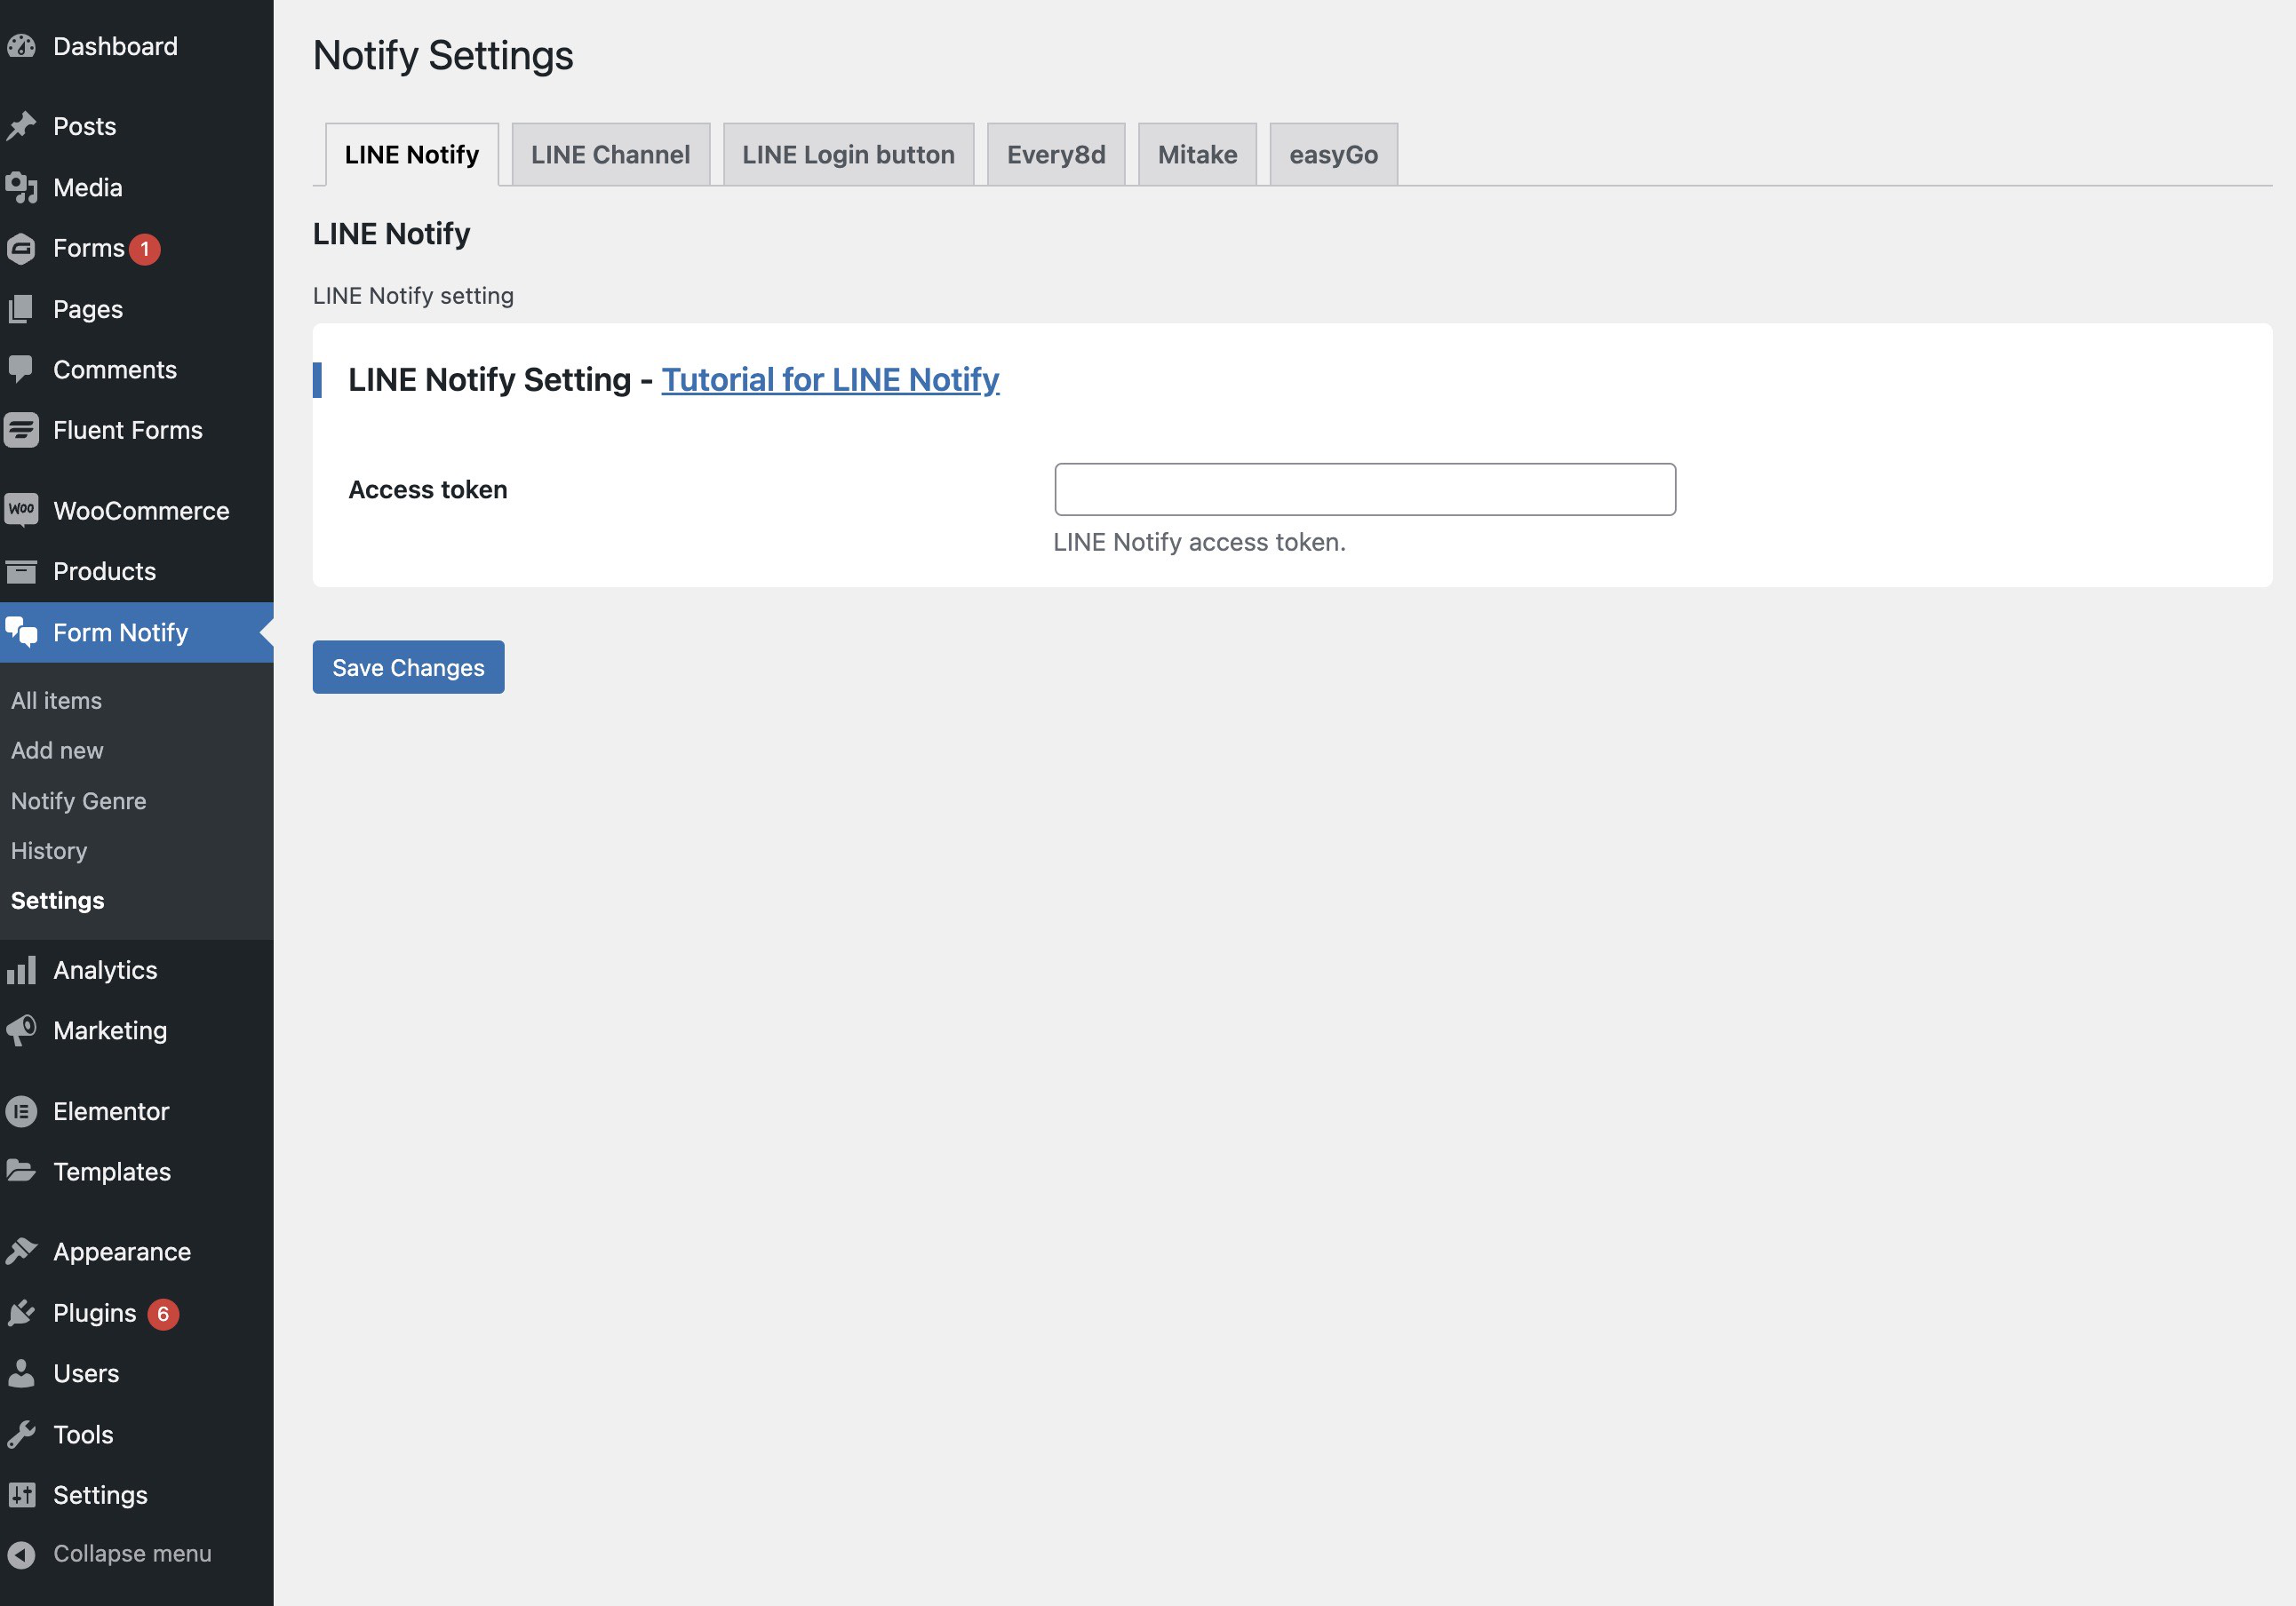 Dashboard
Posts
Media
Forms 1
Pages
Comments
Fluent Forms
WOO WooCommerce
Products
Form Notify
All items
Add new
Notify Genre
History
Settings
Analytics
Marketing
Elementor
Templates
Appearance
Plugins 6
Users
Tools
Settings
Collapse menu
Notify Settings
LINE Notify LINE Channel LINE Login button Every8d Mitake easyGo
LINE Notify
LINE Notify setting
LINE Notify Setting - Tutorial for LINE Notify
Access token
LINE Notify access token.
Save Changes